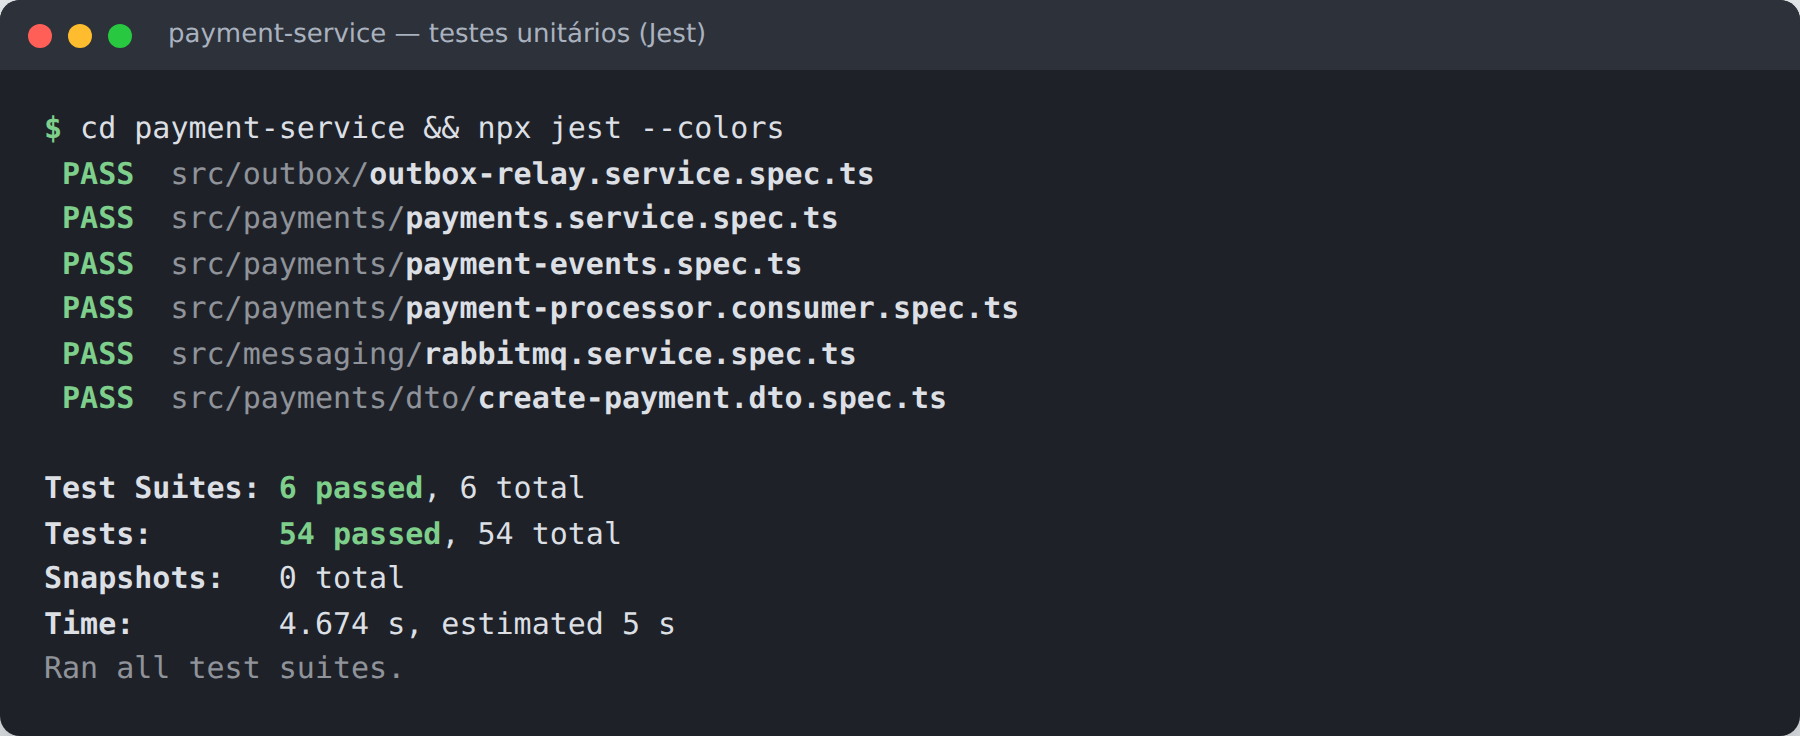 payment-service — testes unitários (Jest)
$ cd payment-service && npx jest --colors
PASS  src/outbox/outbox-relay.service.spec.ts
PASS  src/payments/payments.service.spec.ts
PASS  src/payments/payment-events.spec.ts
PASS  src/payments/payment-processor.consumer.spec.ts
PASS  src/messaging/rabbitmq.service.spec.ts
PASS  src/payments/dto/create-payment.dto.spec.ts
Test Suites: 6 passed, 6 total
Tests:       54 passed, 54 total
Snapshots:   0 total
Time:        4.674 s, estimated 5 s
Ran all test suites.